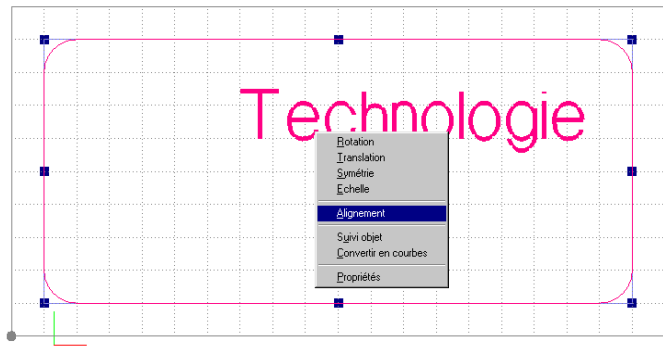 Technologie
Rotation
Translation
Symétrie
Echelle
Alignement
Suivi objet
Convertir en courbes
Propriétés